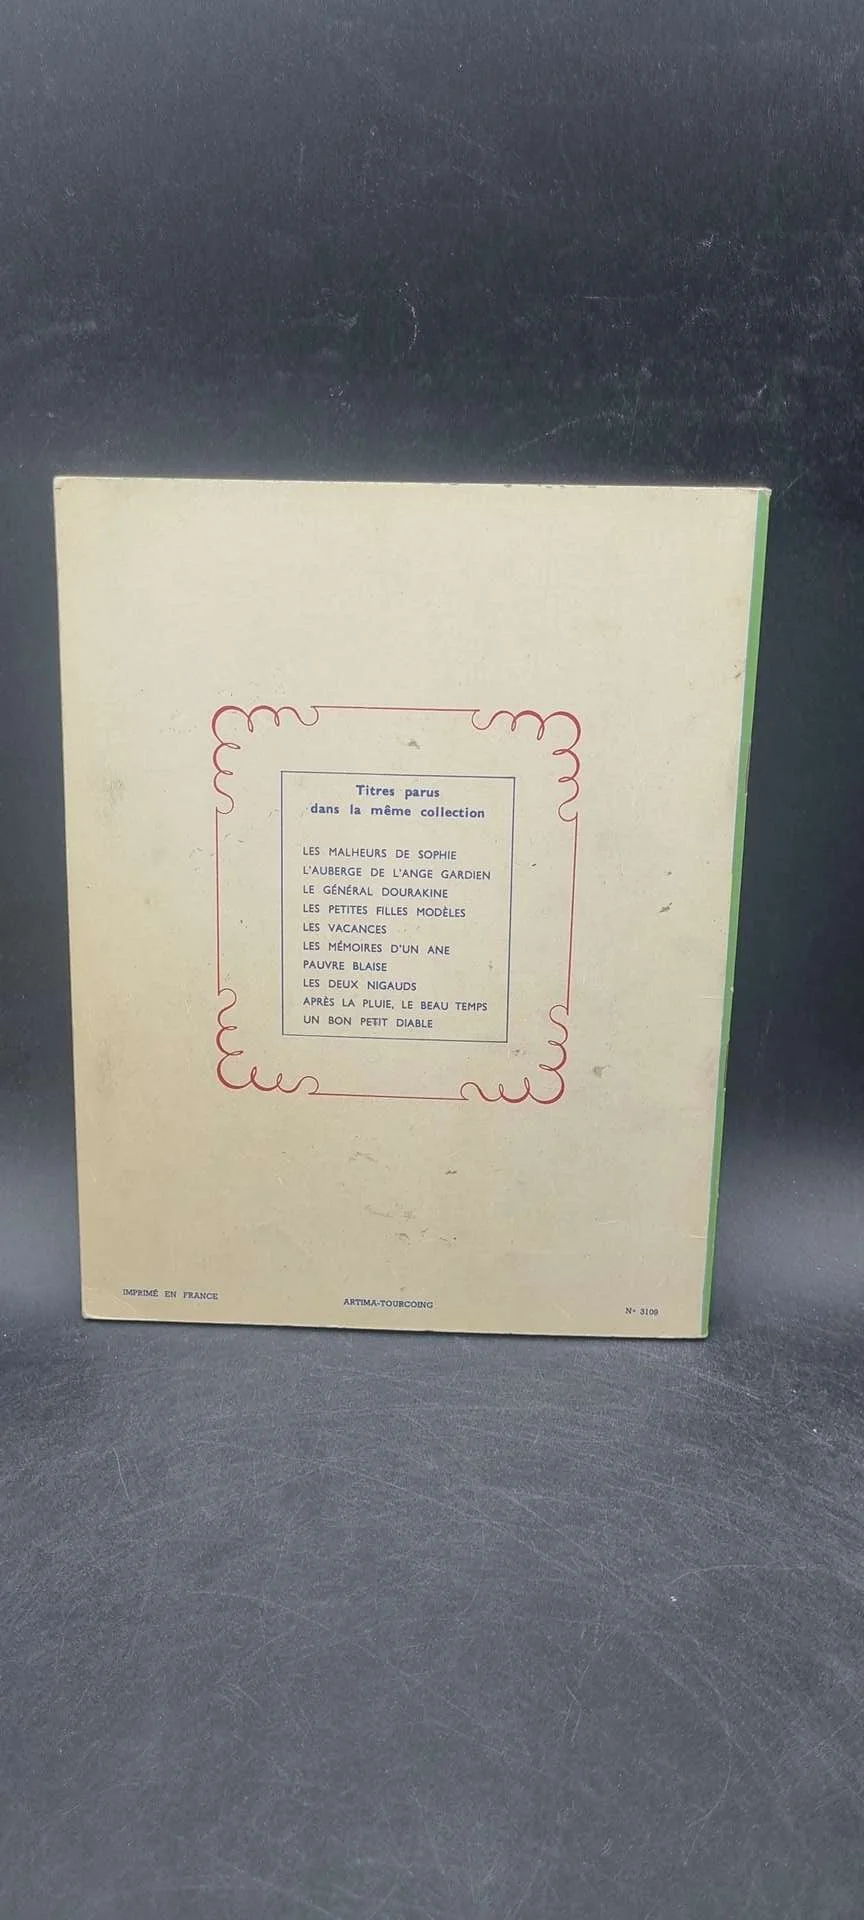 Titres parus
dans la même collection
LES MALHEURS DE SOPHIE
L'AUBERGE DE L'ANGE GARDIEN
LE GÉNÉRAL DOURAKINE
LES PETITES FILLES MODÈLES
LES VACANCES
LES MÉMOIRES D'UN ANE
PAUVRE BLAISE
LES DEUX NIGAUDS
APRÈS LA PLUIE, LE BEAU TEMPS
UN BON PETIT DIABLE
IMPRIMÉ EN FRANCE
ARTIMA-TOURCOING
N° 3109